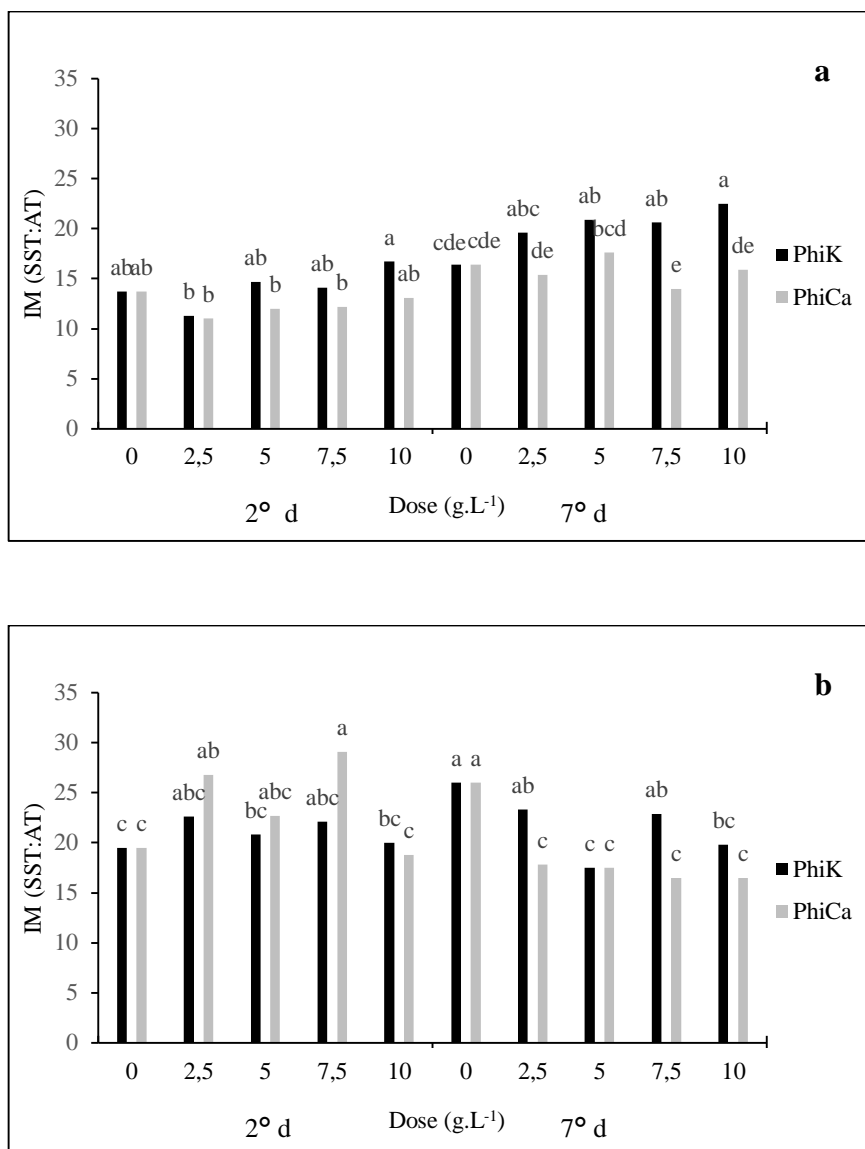 a
35
30
25
20
15
10
5
0
IM (SST:AT)
ab ab b b ab b ab b a ab cde cde abc de ab bcd ab e a de
PhiK
PhiCa
0 2,5 5 7,5 10 0 2,5 5 7,5 10
2° d Dose (g.L-1) 7° d
b
35
30
25
20
15
10
5
0
IM (SST:AT)
c c abc ab bc abc abc a bc c a a ab c c c ab c bc c
PhiK
PhiCa
0 2,5 5 7,5 10 0 2,5 5 7,5 10
2° d Dose (g.L-1) 7° d